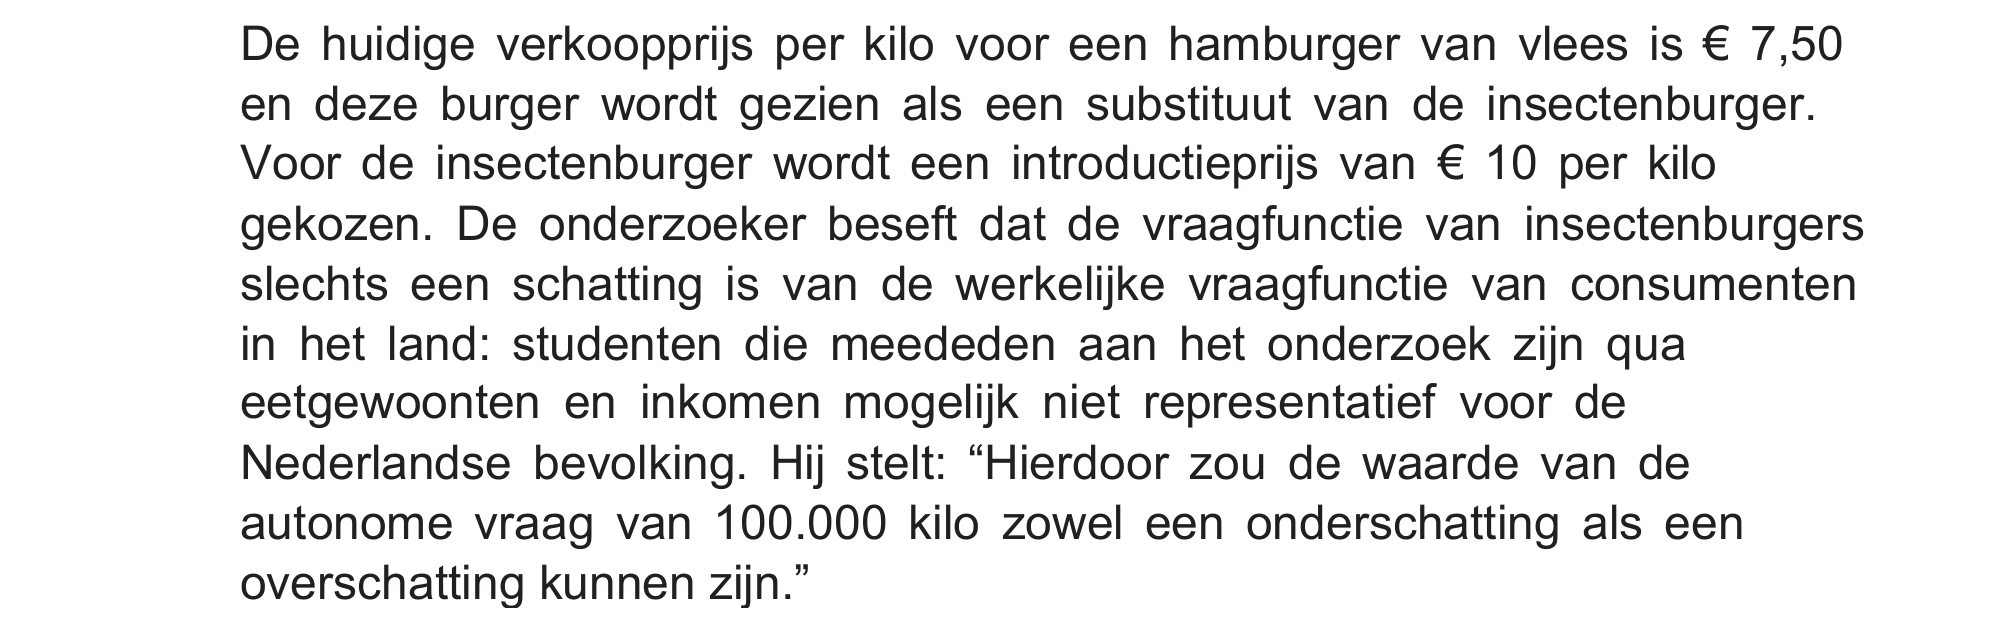 De huidige verkoopprijs per kilo voor een hamburger van vlees is € 7,50
en deze burger wordt gezien als een substituut van de insectenburger.
Voor de insectenburger wordt een introductieprijs van € 10 per kilo
gekozen. De onderzoeker beseft dat de vraagfunctie van insectenburgers
slechts een schatting is van de werkelijke vraagfunctie van consumenten
in het land: studenten die meededen aan het onderzoek zijn qua
eetgewoonten en inkomen mogelijk niet representatief voor de
Nederlandse bevolking. Hij stelt: “Hierdoor zou de waarde van de
autonome vraag van 100.000 kilo zowel een onderschatting als een
overschatting kunnen zijn.”